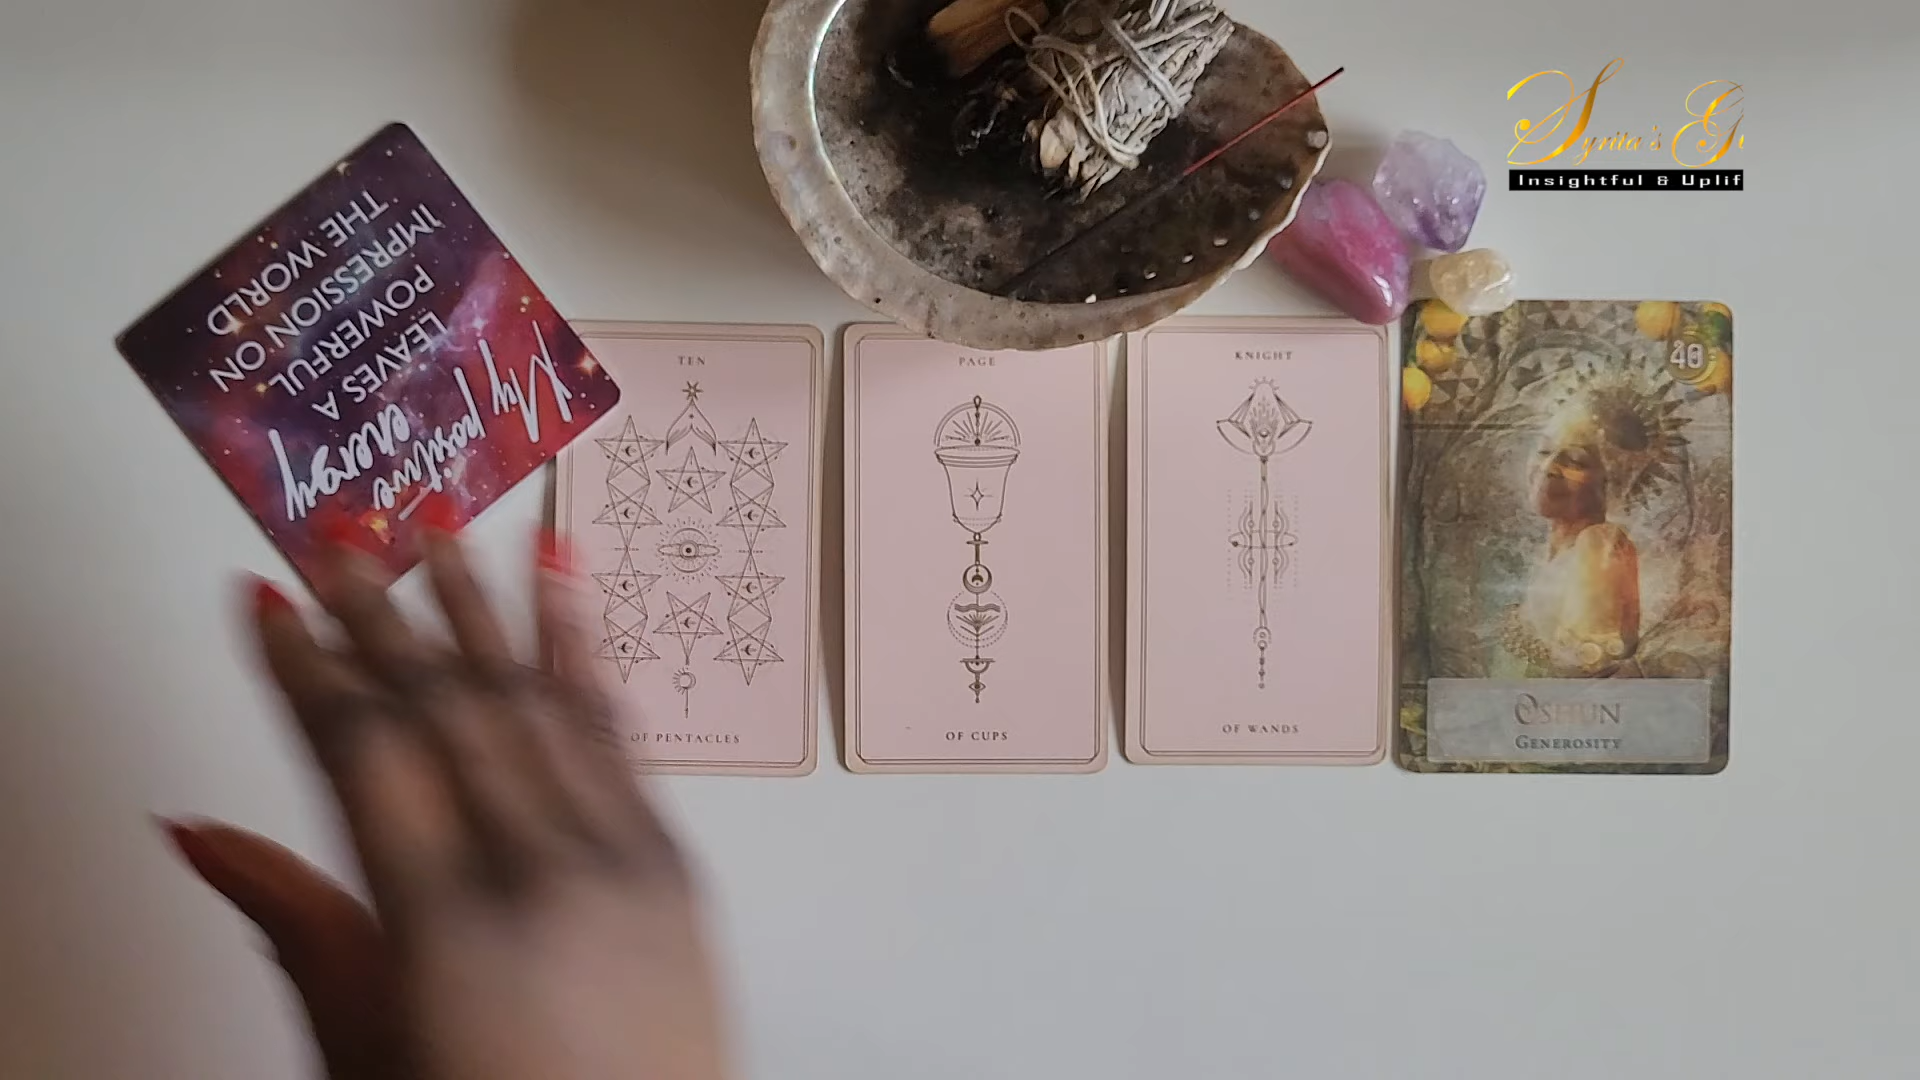 My positive
energy
LEAVES A
POWERFUL
IMPRESSION ON
THE WORLD
TEN
OF PENTACLES
PAGE
OF CUPS
KNIGHT
OF WANDS
40
OSHUN
GENEROSITY
Syrita's G
Insightful & Uplif